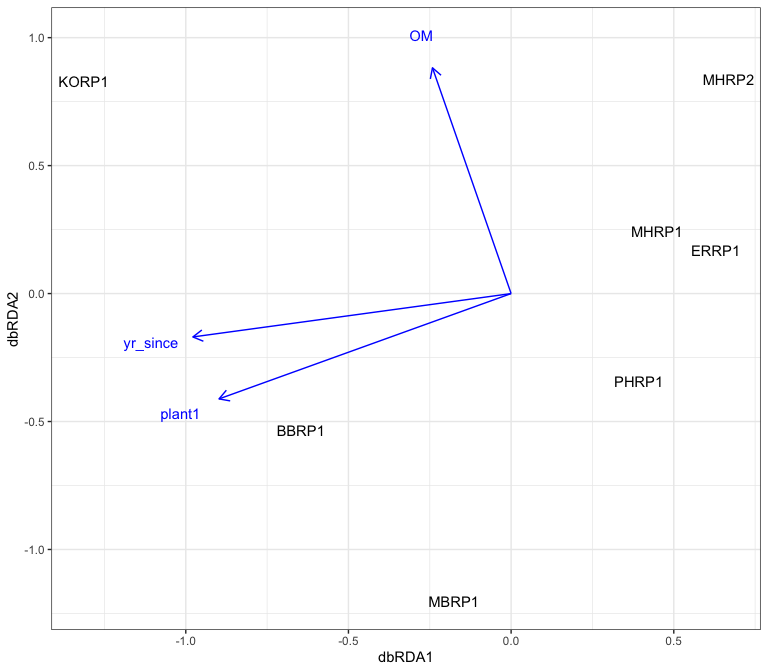 OM
1.0
KORP1
MHRP2
0.5
MHRP1
ERRP1
0.0
yr_since
PHRP1
plant1
-0.5
BBRP1
-1.0
MBRP1
-1.0
-0.5
0.0
0.5
dbRDA1
dbRDA2